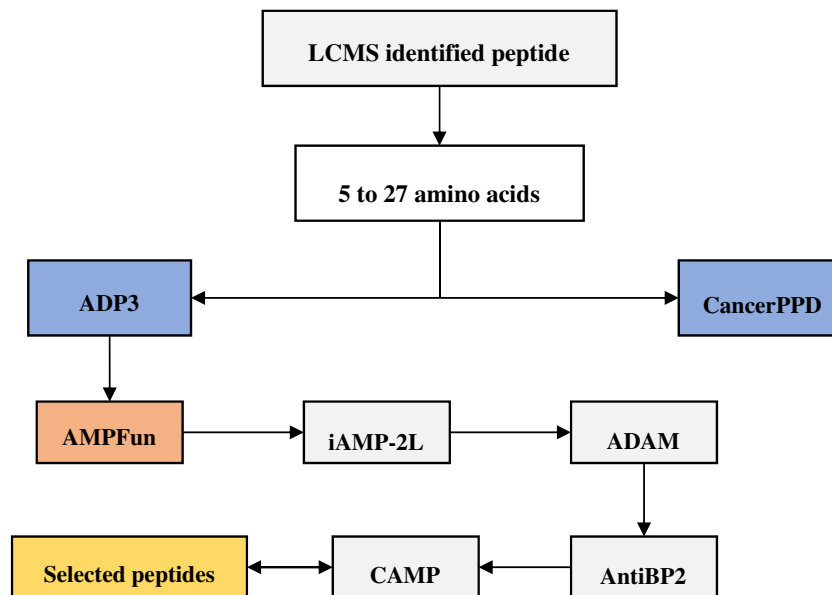 LCMS identified peptide
5 to 27 amino acids
ADP3
CancerPPD
AMPFun
iAMP-2L
ADAM
Selected peptides
CAMP
AntiBP2